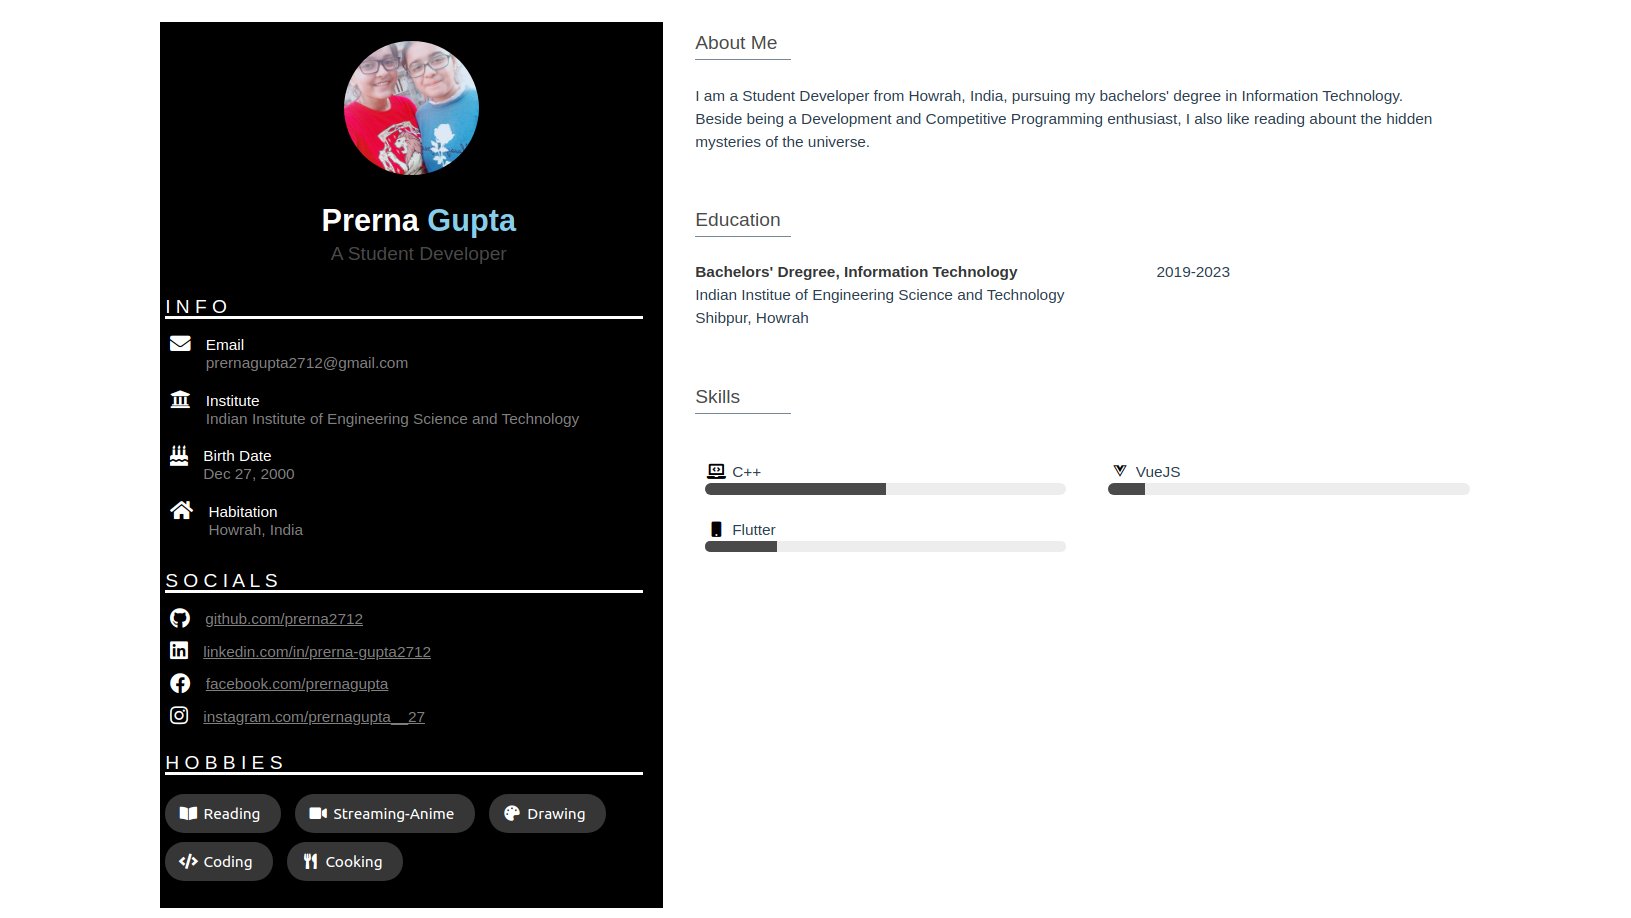 Prerna Gupta
A Student Developer
INFO
Email
prernagupta2712@gmail.com
Institute
Indian Institute of Engineering Science and Technology
Birth Date
Dec 27, 2000
Habitation
Howrah, India
SOCIALS
github.com/prerna2712
linkedin.com/in/prerna-gupta2712
facebook.com/prernagupta
instagram.com/prernagupta__27
HOBBIES
Reading Streaming-Anime Drawing
Coding Cooking
About Me
I am a Student Developer from Howrah, India, pursuing my bachelors' degree in Information Technology.
Beside being a Development and Competitive Programming enthusiast, I also like reading abount the hidden
mysteries of the universe.
Education
Bachelors' Dregree, Information Technology 2019-2023
Indian Institue of Engineering Science and Technology
Shibpur, Howrah
Skills
C++ VueJS
Flutter